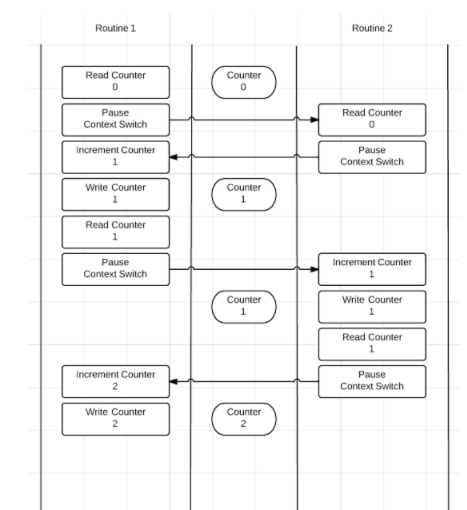 Routine 1
Routine 2
Read Counter
0
Counter
0
Pause
Context Switch
Read Counter
0
Increment Counter
1
Pause
Context Switch
Write Counter
1
Counter
1
Read Counter
1
Pause
Context Switch
Increment Counter
1
Counter
1
Write Counter
1
Read Counter
1
Increment Counter
2
Pause
Context Switch
Write Counter
2
Counter
2